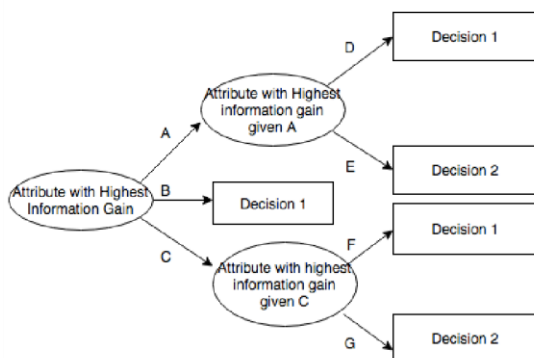 D
Decision 1
Attribute with Highest
information gain
given A
A
E
Decision 2
Attribute with Highest
Information Gain
B
Decision 1
C
F
Decision 1
Attribute with highest
information gain
given C
G
Decision 2